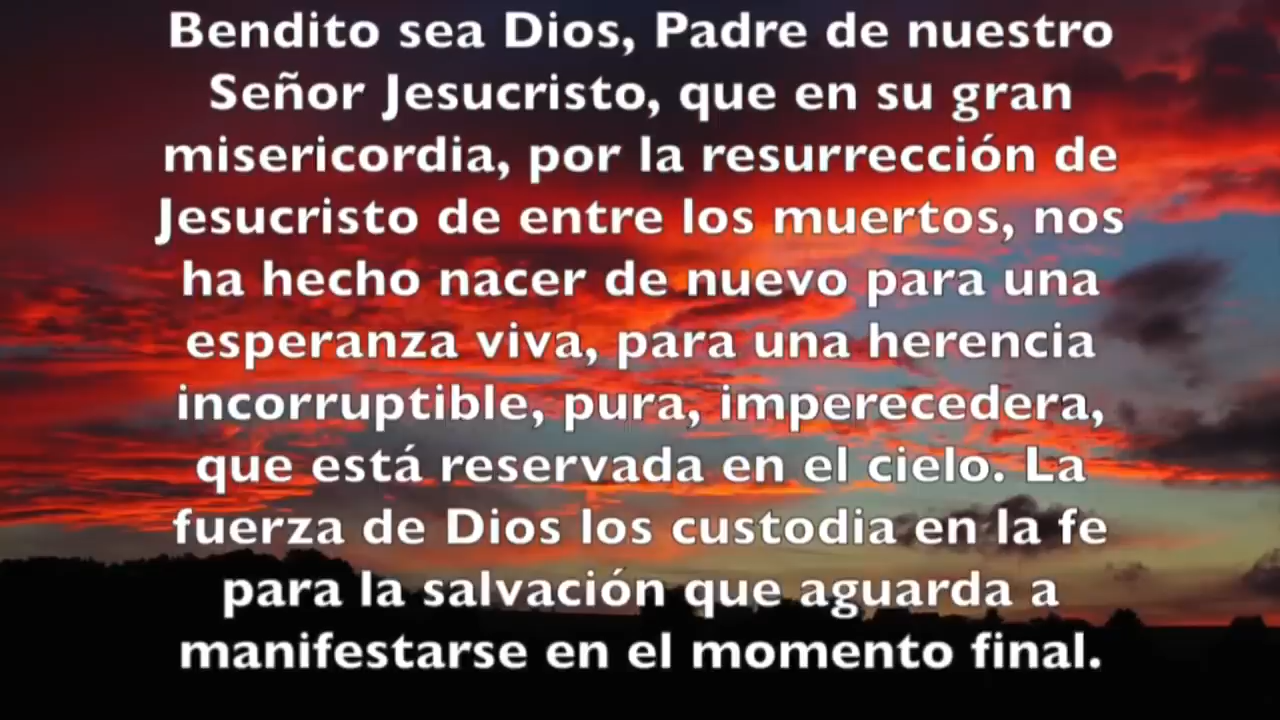 Bendito sea Dios, Padre de nuestro
Señor Jesucristo, que en su gran
misericordia, por la resurrección de
Jesucristo de entre los muertos, nos
ha hecho nacer de nuevo para una
esperanza viva, para una herencia
incorruptible, pura, imperecedera,
que está reservada en el cielo. La
fuerza de Dios los custodia en la fe
para la salvación que aguarda a
manifestarse en el momento final.